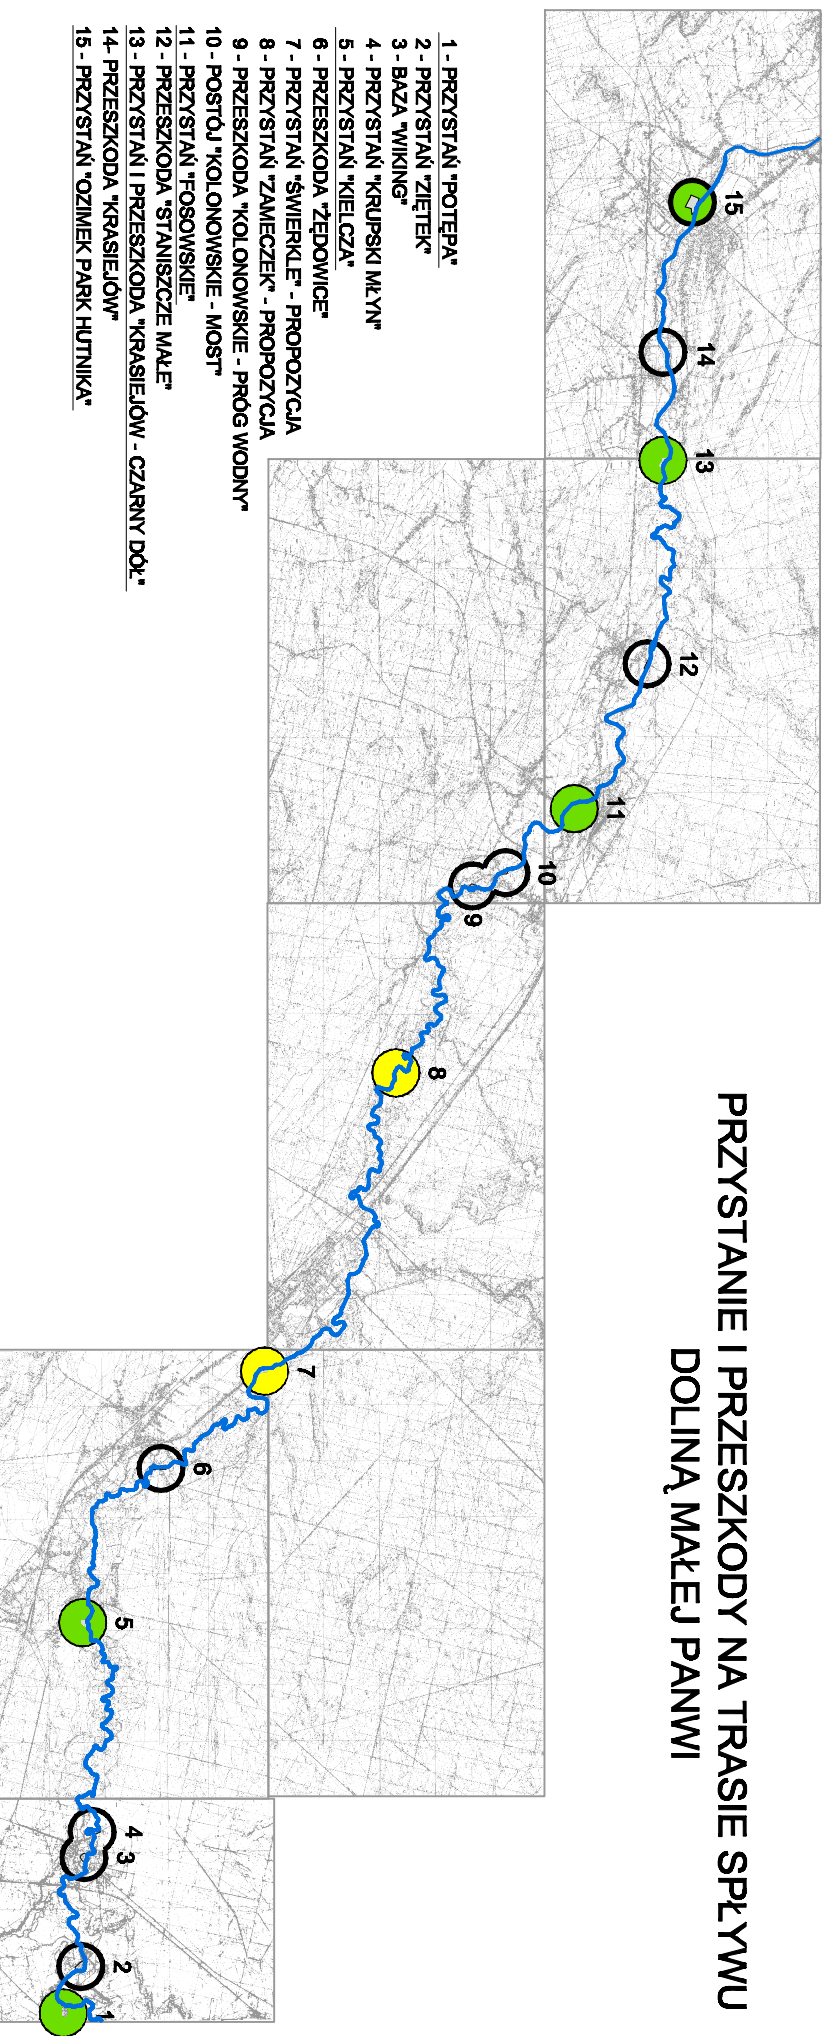 PRZYSTANIE I PRZESZKODY NA TRASIE SPŁYWU
DOLINĄ MAŁEJ PANWI
1 - PRZYSTAŃ "POTĘPA"
2 - PRZYSTAŃ "ZIĘTEK"
3 - BAZA "WIKING"
4 - PRZYSTAŃ "KRUPSKI MŁYN"
5 - PRZYSTAŃ "KIELCZA"
6 - PRZESZKODA "ŻĘDOWICE"
7 - PRZYSTAŃ "ŚWIERKLE" - PROPOZYCJA
8 - PRZYSTAŃ "ZAMECZEK" - PROPOZYCJA
9 - PRZESZKODA "KOLONOWSKIE - PRÓG WODNY"
10 - POSTÓJ "KOLONOWSKIE - MOST"
11 - PRZYSTAŃ "FOSOWSKIE"
12 - PRZESZKODA "STANISZCZE MAŁE"
13 - PRZYSTAŃ I PRZESZKODA "KRASIEJÓW - CZARNY DÓŁ"
14- PRZESZKODA "KRASIEJÓW"
15 - PRZYSTAŃ "OZIMEK PARK HUTNIKA"
15
14
13
12
11
10
9
8
7
6
5
4
3
2
1